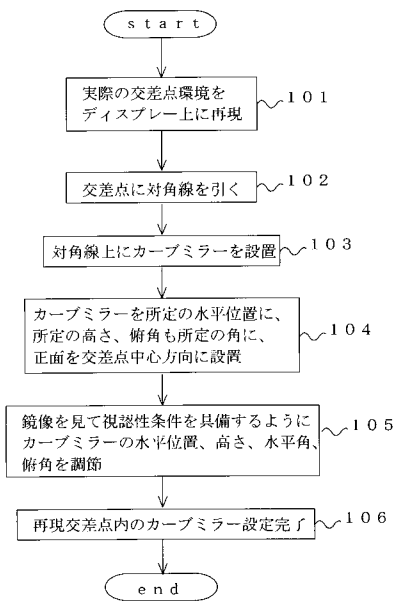 start
実際の交差点環境を
ディスプレー上に再現
101
交差点に対角線を引く
102
対角線上にカーブミラーを設置
103
カーブミラーを所定の水平位置に、
所定の高さ、俯角も所定の角に、
正面を交差点中心方向に設置
104
鏡像を見て視認性条件を具備するように
カーブミラーの水平位置、高さ、水平角、
俯角を調節
105
再現交差点内のカーブミラー設定完了
106
end